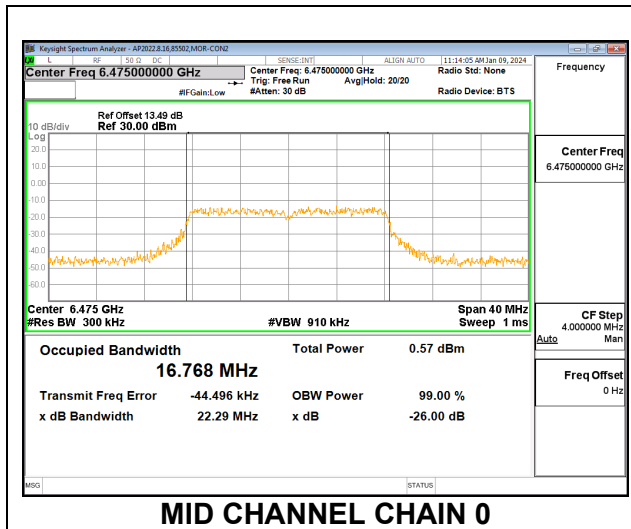 Keysight Spectrum Analyzer - AP2022.8.16,85502,MOR-CON2
L RF 50 Ω DC SENSE:INT ALIGN AUTO 11:14:05 AM Jan 09, 2024
Center Freq 6.475000000 GHz
Center Freq: 6.475000000 GHz Radio Std: None
Trig: Free Run Avg|Hold: 20/20
#IFGain:Low #Atten: 30 dB Radio Device: BTS
Frequency
Ref Offset 13.49 dB
10 dB/div Ref 30.00 dBm
Log
20.0
10.0
0.00
-10.0
-20.0
-30.0
-40.0
-50.0
-60.0
Center 6.475 GHz Span 40 MHz
#Res BW 300 kHz #VBW 910 kHz Sweep 1 ms
Center Freq
6.475000000 GHz
CF Step
4.000000 MHz
Auto Man
Freq Offset
0 Hz
Occupied Bandwidth Total Power 0.57 dBm
16.768 MHz
Transmit Freq Error -44.496 kHz OBW Power 99.00 %
x dB Bandwidth 22.29 MHz x dB -26.00 dB
MSG STATUS
MID CHANNEL CHAIN 0